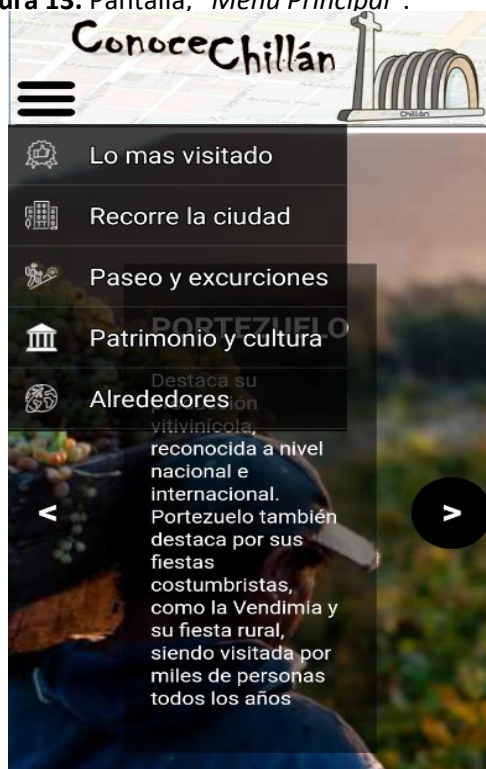 ura 13. Pantalla, "Menú Principal".
ConoceChillán
Chillán
Lo mas visitado
Recorre la ciudad
Paseo y excurciones
PORTEZUELO
Patrimonio y cultura
Destaca su
Alrededores
producción
vitivinícola,
reconocida a nivel
nacional e
internacional.
Portezuelo también
destaca por sus
fiestas
costumbristas,
como la Vendimia y
su fiesta rural,
siendo visitada por
miles de personas
todos los años
<
>